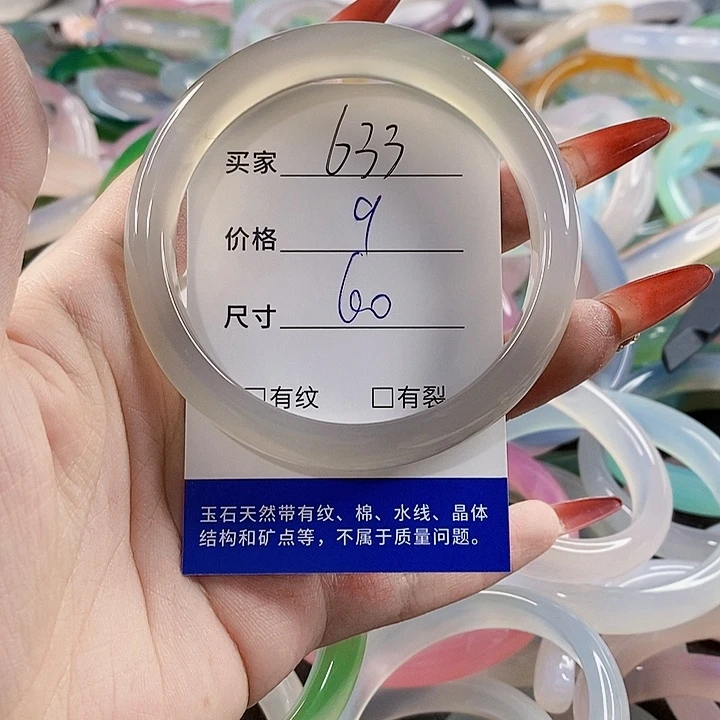 买家 633
价格 9
尺寸 60
□有纹 □有裂
玉石天然带有纹、棉、水线、晶体
结构和矿点等，不属于质量问题。